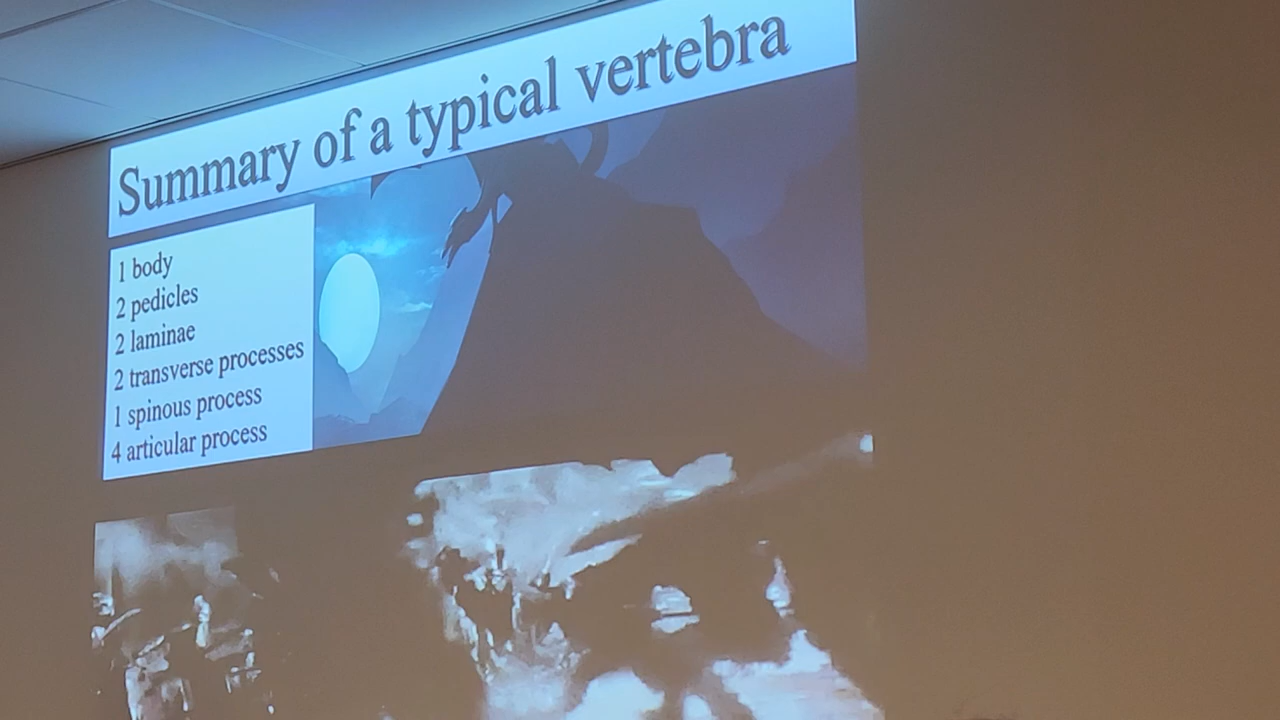 Summary of a typical vertebra
1 body
2 pedicles
2 laminae
2 transverse processes
1 spinous process
4 articular process